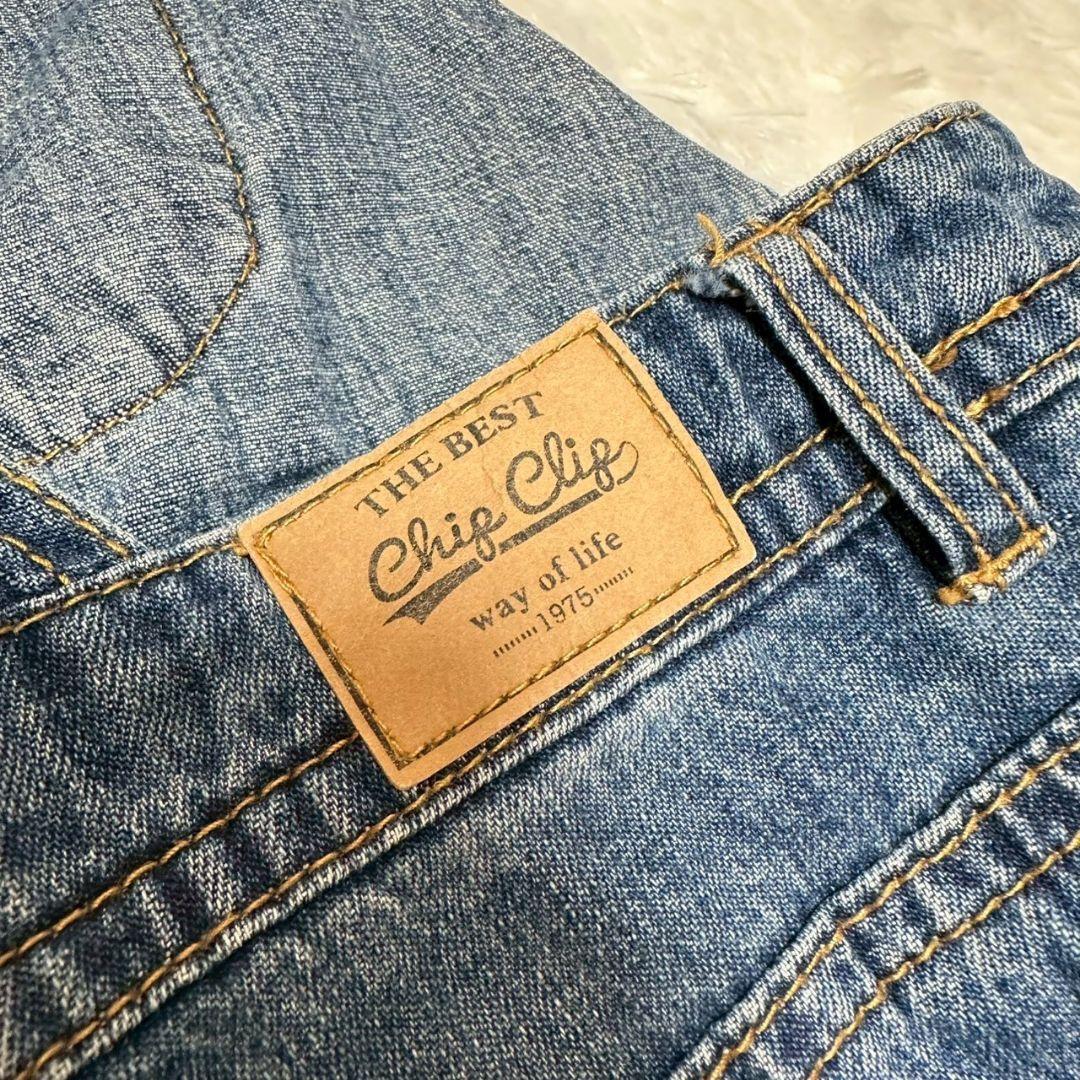 THE BEST
Chip Clip
way of life
1975